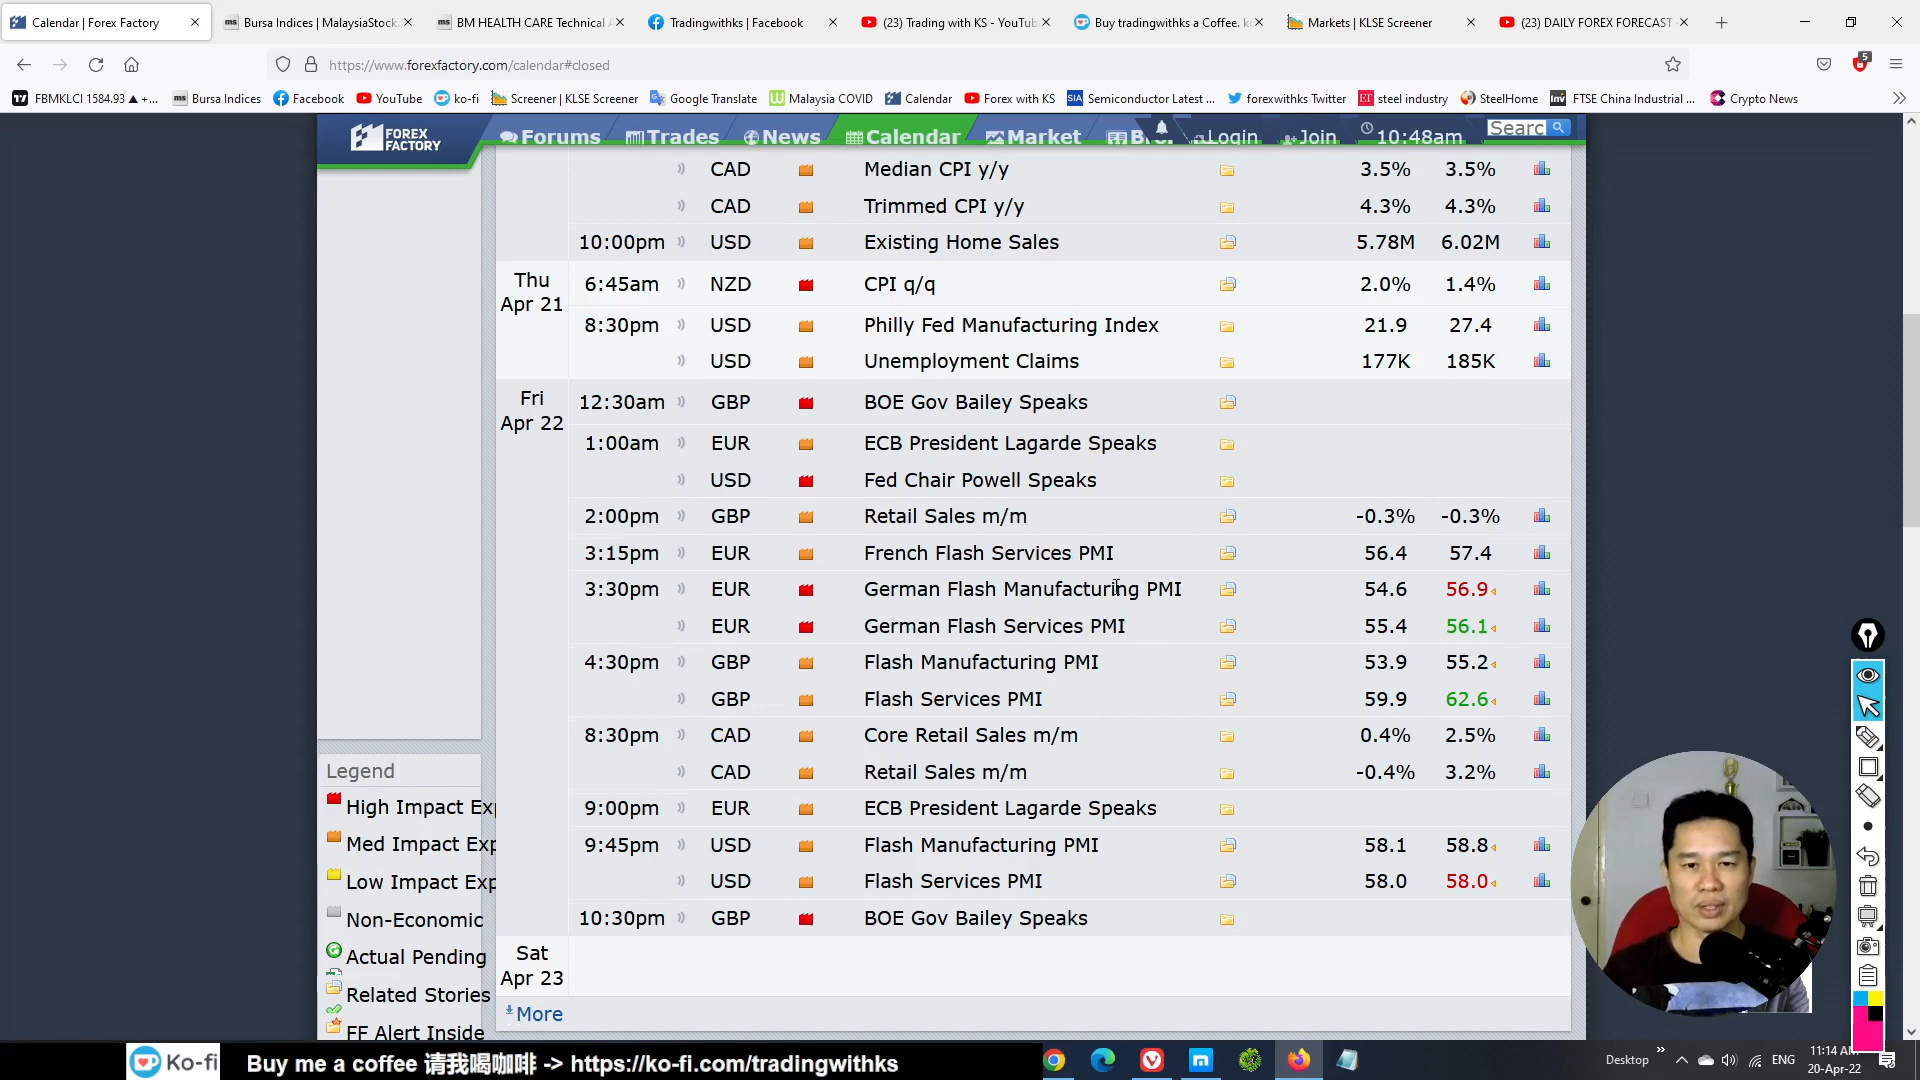 Calendar | Forex Factory
Bursa Indices | MalaysiaStock.
BM HEALTH CARE Technical
Tradingwithks | Facebook
(23) Trading with KS - YouTub
Buy tradingwithks a Coffee. k
Markets | KLSE Screener
(23) DAILY FOREX FORECAST
https://www.forexfactory.com/calendar#closed
5
FBMKLCI 1584.93 ▲ +...
Bursa Indices
Facebook
YouTube
ko-fi
Screener | KLSE Screener
Google Translate
Malaysia COVID
Calendar
Forex with KS
Semiconductor Latest ...
forexwithks Twitter
steel industry
SteelHome
FTSE China Industrial ...
Crypto News
FOREX FACTORY
Forums
Trades
News
Calendar
Market
Login
Join
10:48am
Searc
CAD Median CPI y/y 3.5% 3.5%
CAD Trimmed CPI y/y 4.3% 4.3%
10:00pm USD Existing Home Sales 5.78M 6.02M
Thu Apr 21
6:45am NZD CPI q/q 2.0% 1.4%
8:30pm USD Philly Fed Manufacturing Index 21.9 27.4
USD Unemployment Claims 177K 185K
Fri Apr 22
12:30am GBP BOE Gov Bailey Speaks
1:00am EUR ECB President Lagarde Speaks
USD Fed Chair Powell Speaks
2:00pm GBP Retail Sales m/m -0.3% -0.3%
3:15pm EUR French Flash Services PMI 56.4 57.4
3:30pm EUR German Flash Manufacturing PMI 54.6 56.9
EUR German Flash Services PMI 55.4 56.1
4:30pm GBP Flash Manufacturing PMI 53.9 55.2
GBP Flash Services PMI 59.9 62.6
8:30pm CAD Core Retail Sales m/m 0.4% 2.5%
CAD Retail Sales m/m -0.4% 3.2%
9:00pm EUR ECB President Lagarde Speaks
9:45pm USD Flash Manufacturing PMI 58.1 58.8
USD Flash Services PMI 58.0 58.0
10:30pm GBP BOE Gov Bailey Speaks
Sat Apr 23
More
Legend
High Impact Exp
Med Impact Exp
Low Impact Exp
Non-Economic
Actual Pending
Related Stories
FF Alert Inside
Ko-fi
Buy me a coffee 请我喝咖啡 -> https://ko-fi.com/tradingwithks
Desktop
ENG
11:14 AM
20-Apr-22